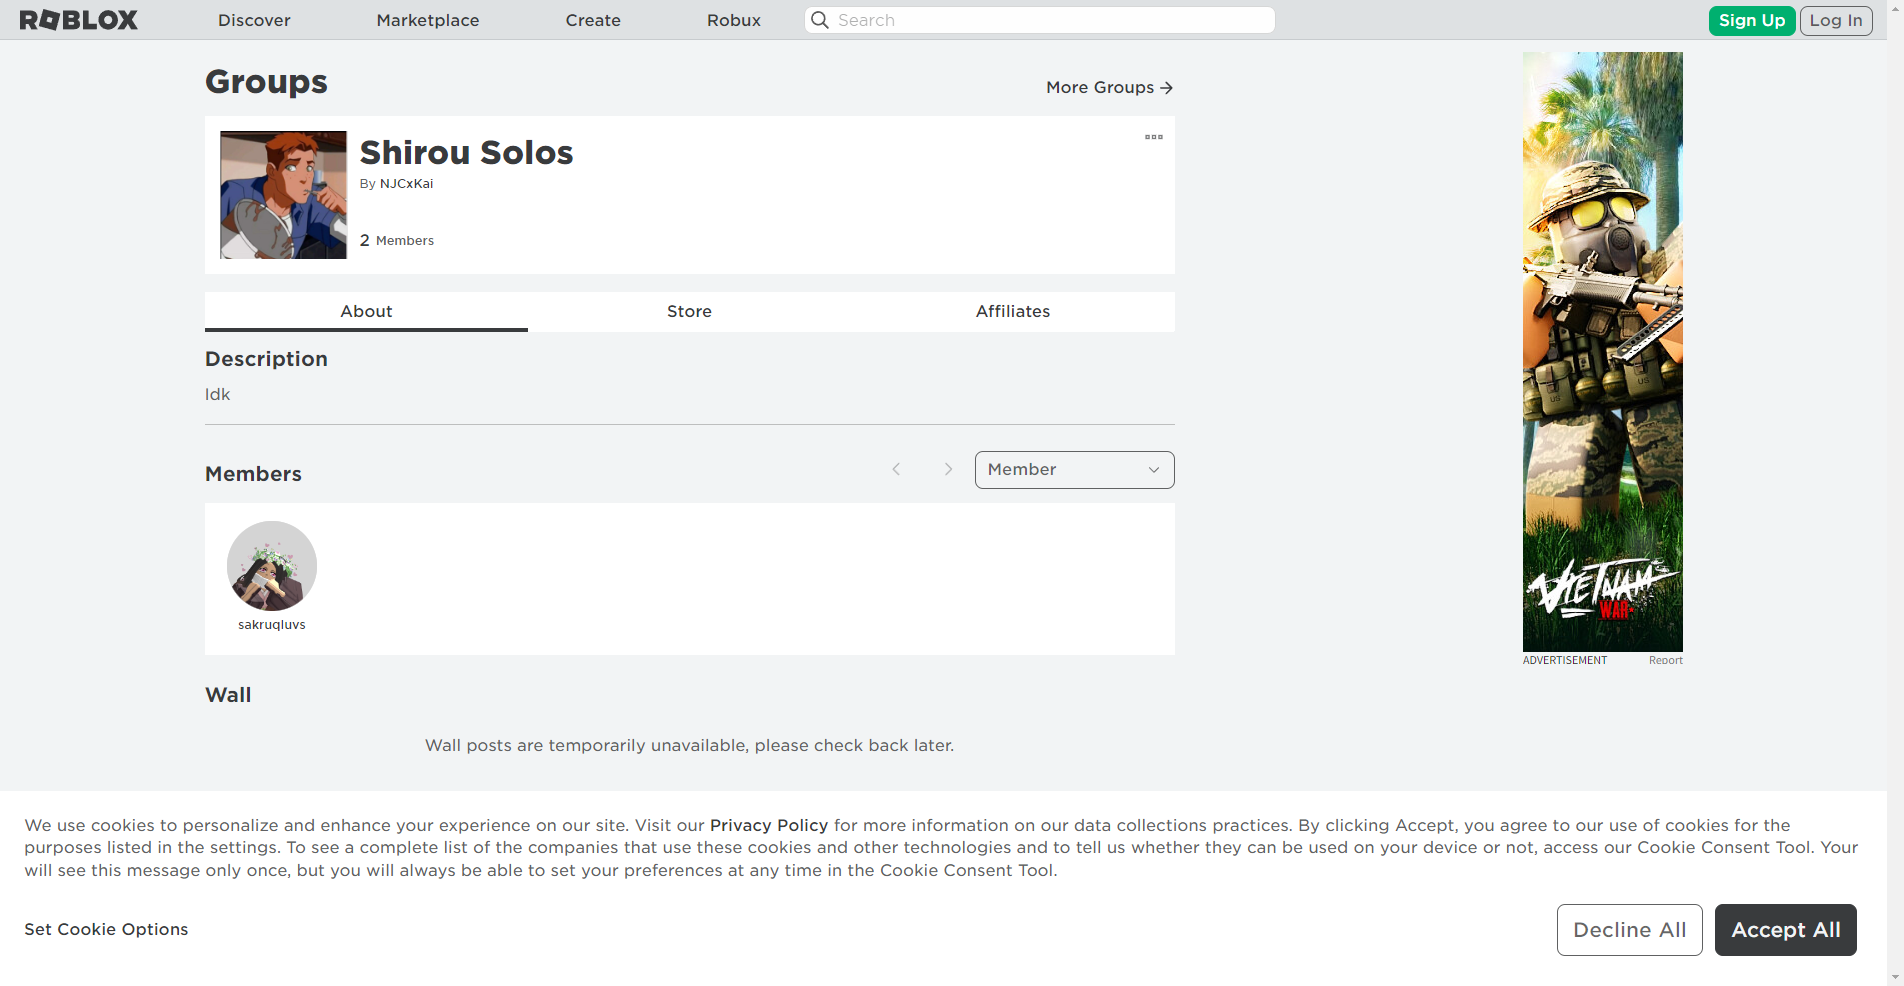 ROBLOX
Discover
Marketplace
Create
Robux
Search
Sign Up
Log In
Groups
More Groups
Shirou Solos
By NJCxKai
2 Members
About
Store
Affiliates
Description
Idk
Members
Member
sakruqluvs
Wall
Wall posts are temporarily unavailable, please check back later.
US
US
VIETNAM
WAR
ADVERTISEMENT
Report
We use cookies to personalize and enhance your experience on our site. Visit our Privacy Policy for more information on our data collections practices. By clicking Accept, you agree to our use of cookies for the
purposes listed in the settings. To see a complete list of the companies that use these cookies and other technologies and to tell us whether they can be used on your device or not, access our Cookie Consent Tool. Your
will see this message only once, but you will always be able to set your preferences at any time in the Cookie Consent Tool.
Set Cookie Options
Decline All
Accept All